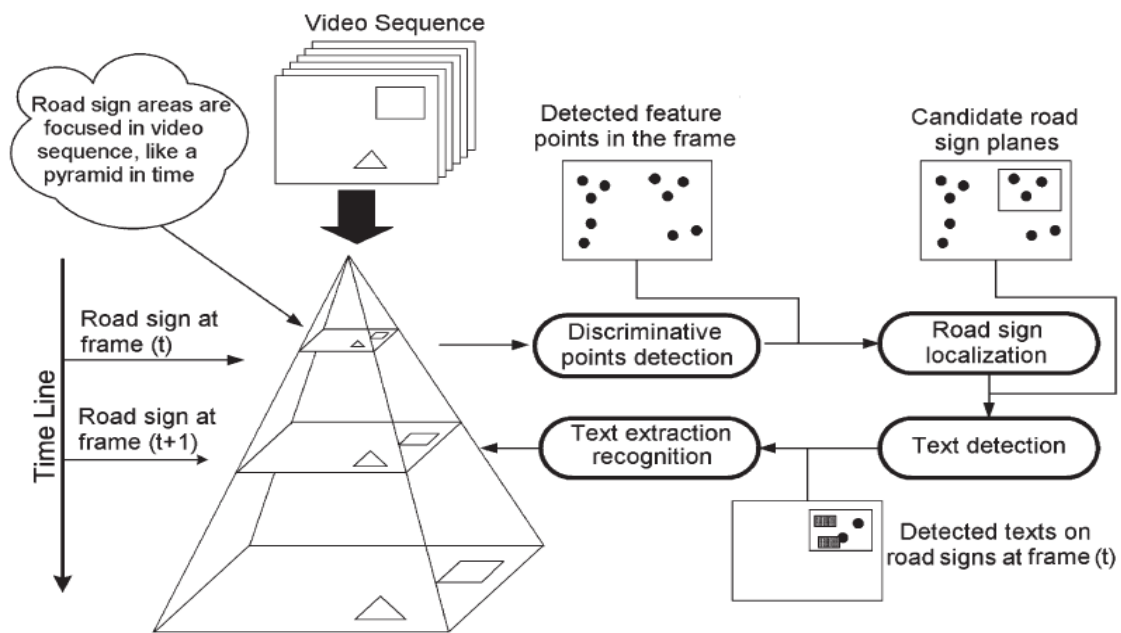 Video Sequence
Road sign areas are
focused in video
sequence, like a
pyramid in time
Detected feature
points in the frame
Candidate road
sign planes
Time Line
Road sign at
frame (t)
Road sign at
frame (t+1)
Discriminative
points detection
Road sign
localization
Text extraction
recognition
Text detection
Detected texts on
road signs at frame (t)